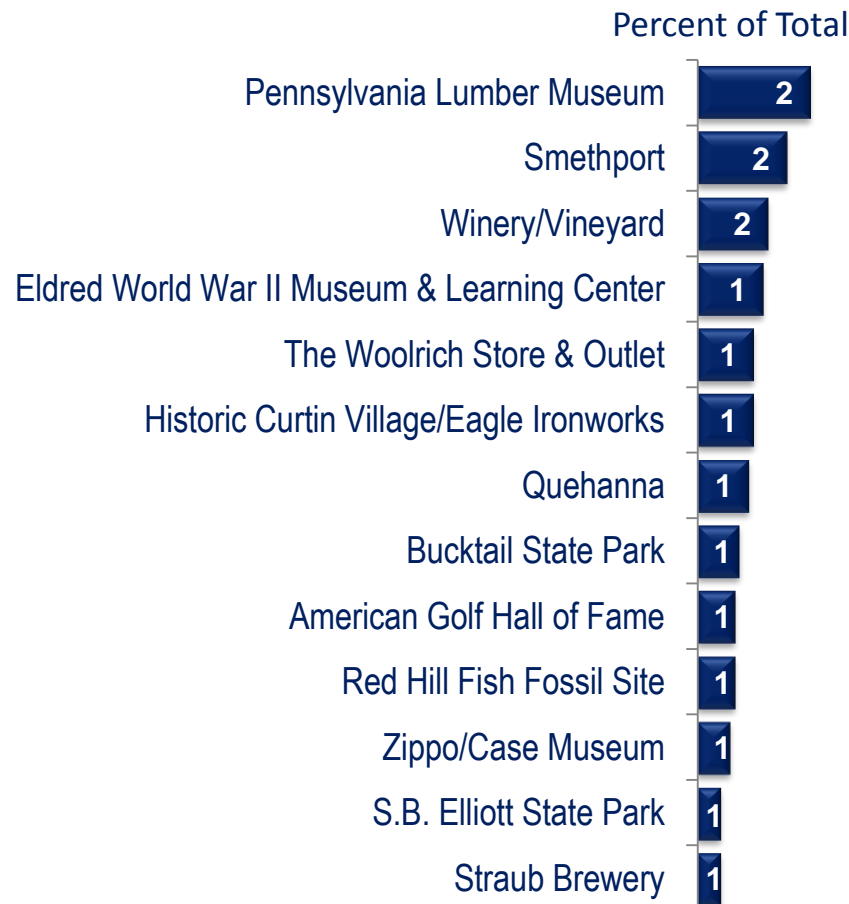 Percent of Total
Pennsylvania Lumber Museum 2
Smethport 2
Winery/Vineyard 2
Eldred World War II Museum & Learning Center 1
The Woolrich Store & Outlet 1
Historic Curtin Village/Eagle Ironworks 1
Quehanna 1
Bucktail State Park 1
American Golf Hall of Fame 1
Red Hill Fish Fossil Site 1
Zippo/Case Museum 1
S.B. Elliott State Park 1
Straub Brewery 1